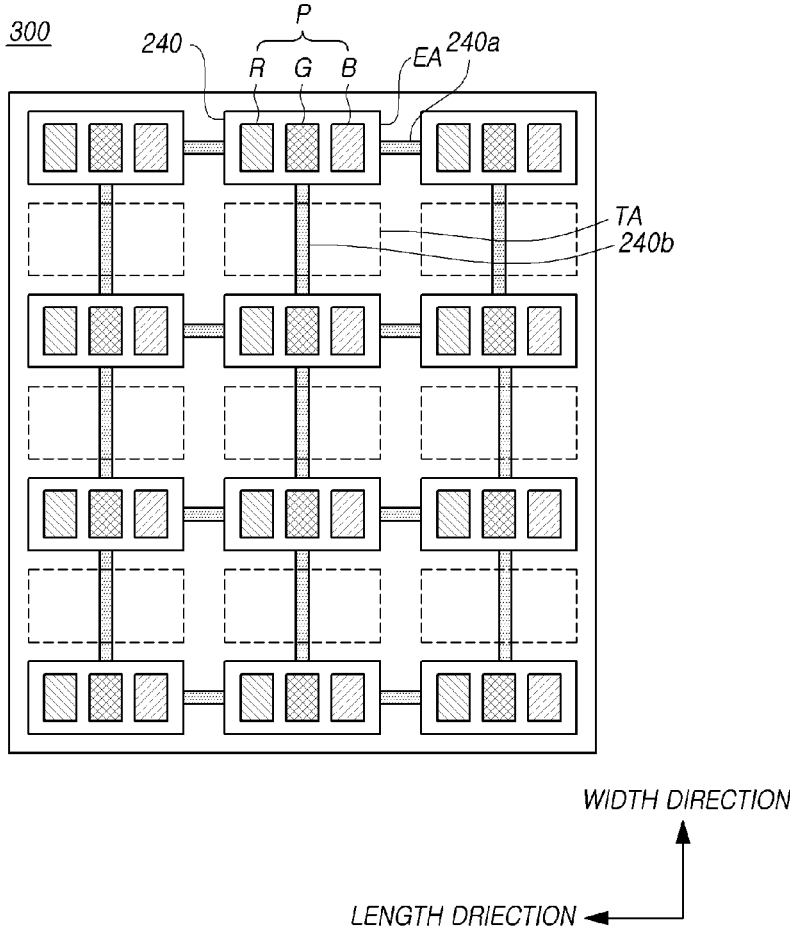 300
P
240
R
G
B
EA
240a
TA
240b
WIDTH DIRECTION
LENGTH DRIECTION